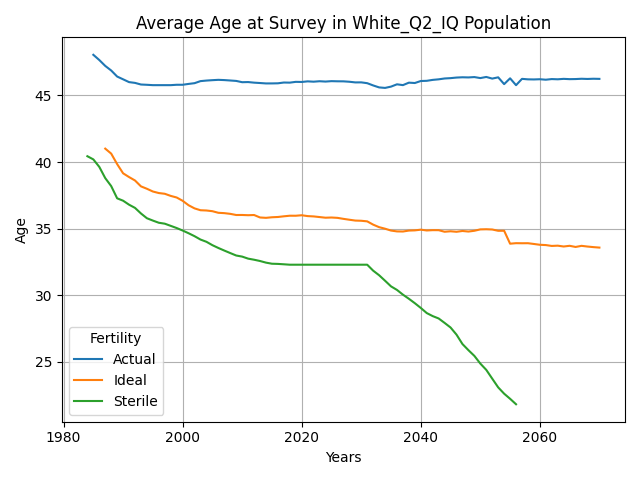 Average Age at Survey in White_Q2_IQ Population
Age
45
40
35
30
25
Fertility
Actual
Ideal
Sterile
1980
2000
2020
2040
2060
Years